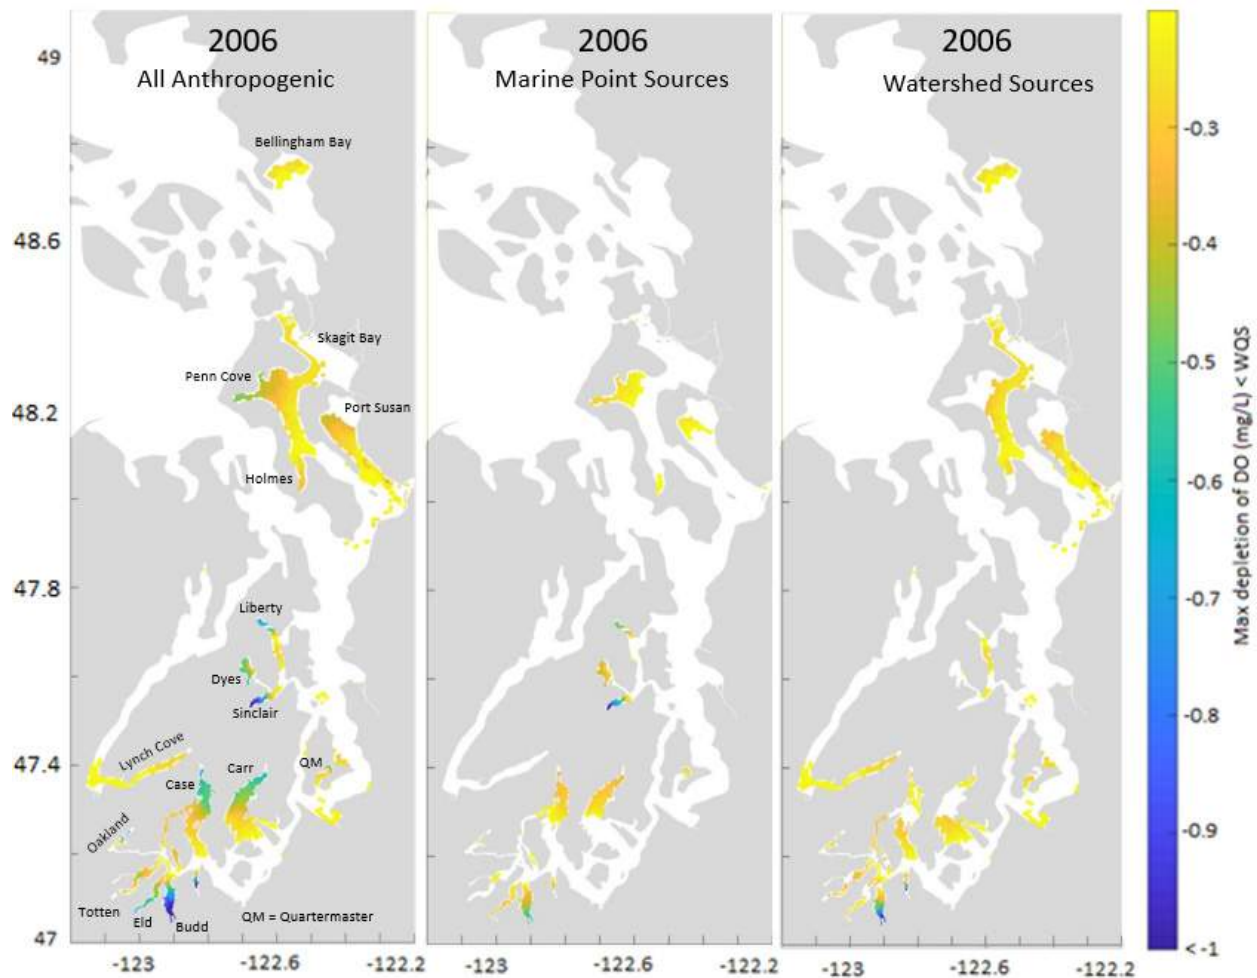 2006
All Anthropogenic
2006
Marine Point Sources
2006
Watershed Sources
49
48.6
48.2
47.8
47.4
47
Bellingham Bay
Skagit Bay
Penn Cove
Port Susan
Holmes
Liberty
Dyes
Sinclair
Lynch Cove
Case
Carr
QM
Oakland
Totten
Eld
Budd
QM = Quartermaster
-123
-122.6
-122.2
-123
-122.6
-122.2
-123
-122.6
-122.2
-0.3
-0.4
-0.5
-0.6
-0.7
-0.8
-0.9
< -1
Max depletion of DO (mg/L) < WQS